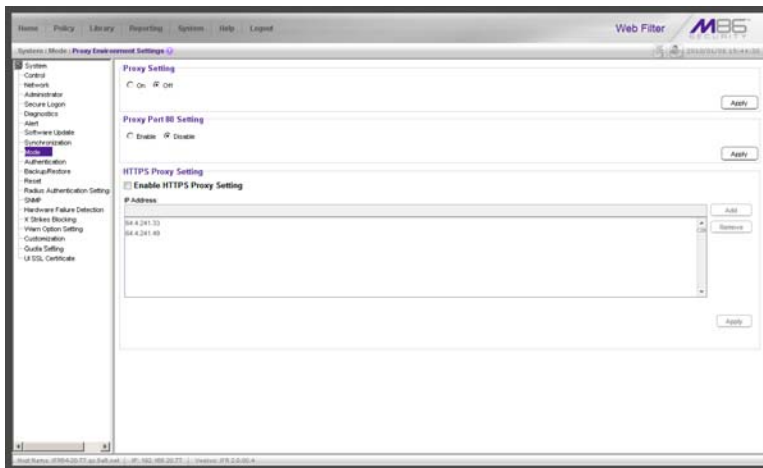 Home Policy Library Reporting System Help Logout
Web Filter
M86
SECURITY
System : Mode : Proxy Environment Settings
System
Control
Network
Administrator
Secure Logon
Diagnostics
Alert
Software Update
Synchronization
Mode
Authentication
Backup/Restore
Reset
Radius Authentication Setting
SNMP
Hardware Failure Detection
X Strikes Blocking
Warn Option Setting
Customization
Quota Setting
UI SSL Certificate
Proxy Setting
On Off
Apply
Proxy Port 80 Setting
Enable Disable
Apply
HTTPS Proxy Setting
Enable HTTPS Proxy Setting
IP Address
Add
64.4.241.33
64.4.241.49
Remove
Apply